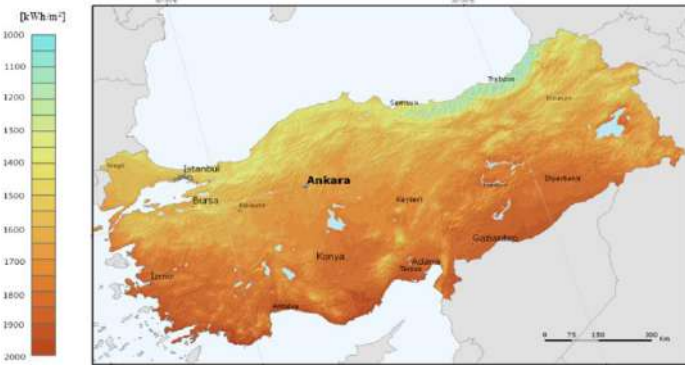 [kWh/m²]
1000
1100
1200
1300
1400
1500
1600
1700
1800
1900
2000
Trabzon
Samsun
Istanbul
Ankara
Bursa
Diyarbakır
Kayseri
Gaziantep
Konya
Adana
Izmir
Antalya
0 75 150 300
Km